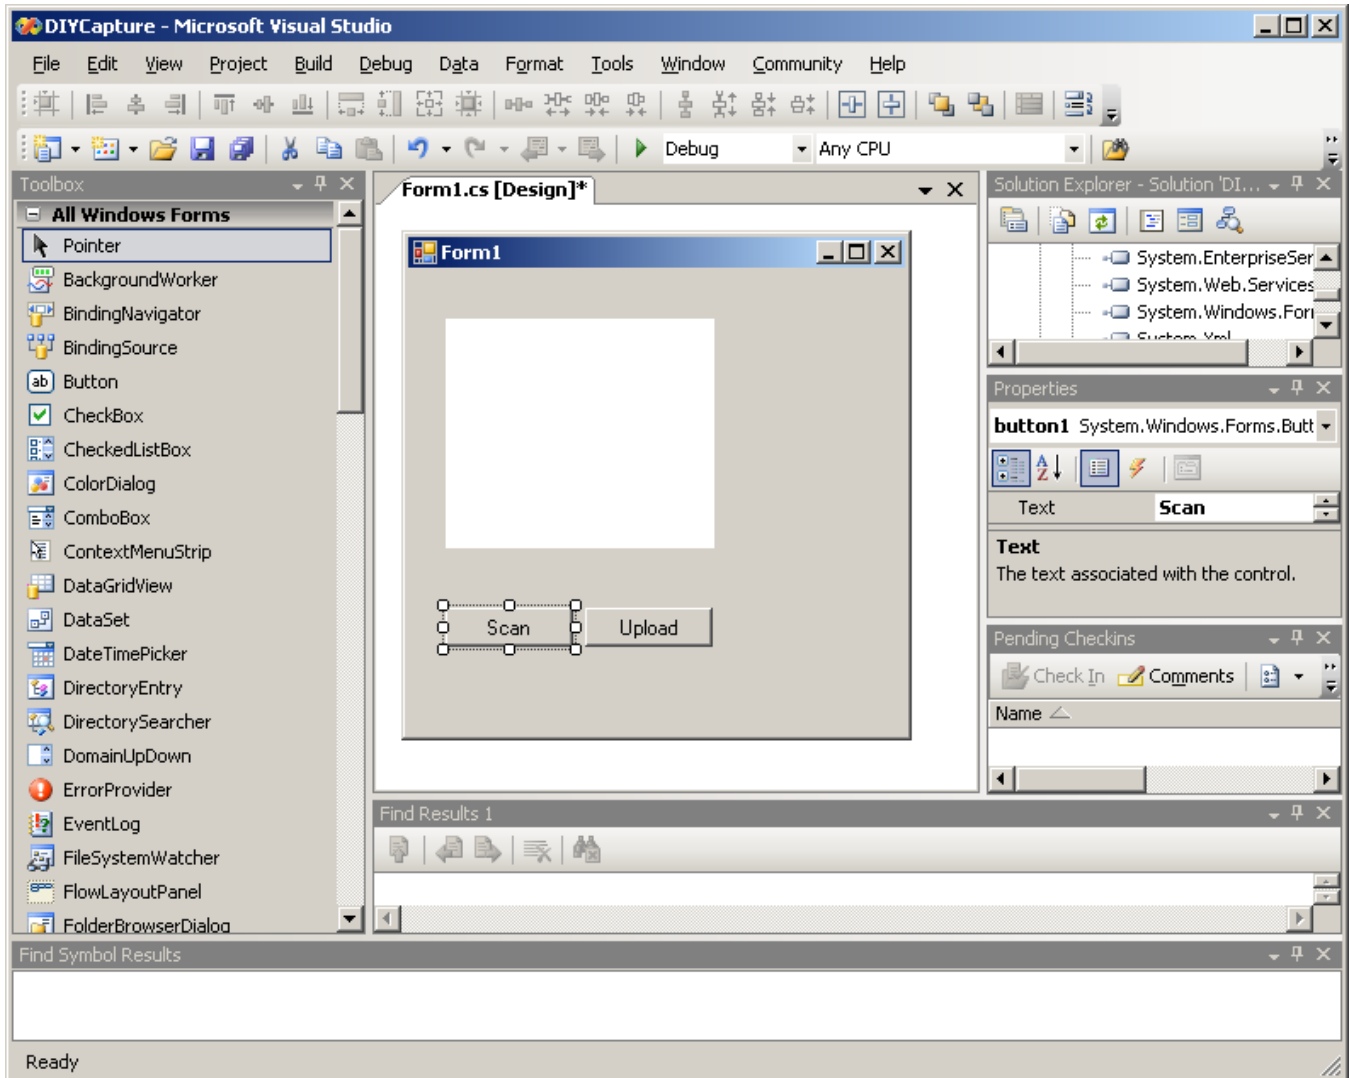 DIYCapture - Microsoft Visual Studio
File Edit View Project Build Debug Data Format Tools Window Community Help
Debug Any CPU
Toolbox
All Windows Forms
Pointer
BackgroundWorker
BindingNavigator
BindingSource
ab Button
CheckBox
CheckedListBox
ColorDialog
ComboBox
ContextMenuStrip
DataGridView
DataSet
DateTimePicker
DirectoryEntry
DirectorySearcher
DomainUpDown
ErrorProvider
EventLog
FileSystemWatcher
FlowLayoutPanel
FolderBrowserDialog
Form1.cs [Design]*
Form1
Scan Upload
Solution Explorer - Solution 'DI...
System.EnterpriseSer
System.Web.Services
System.Windows.For
System.Xml
Properties
button1 System.Windows.Forms.Butt
Text Scan
Text
The text associated with the control.
Pending Checkins
Check In Comments
Name
Find Results 1
Find Symbol Results
Ready